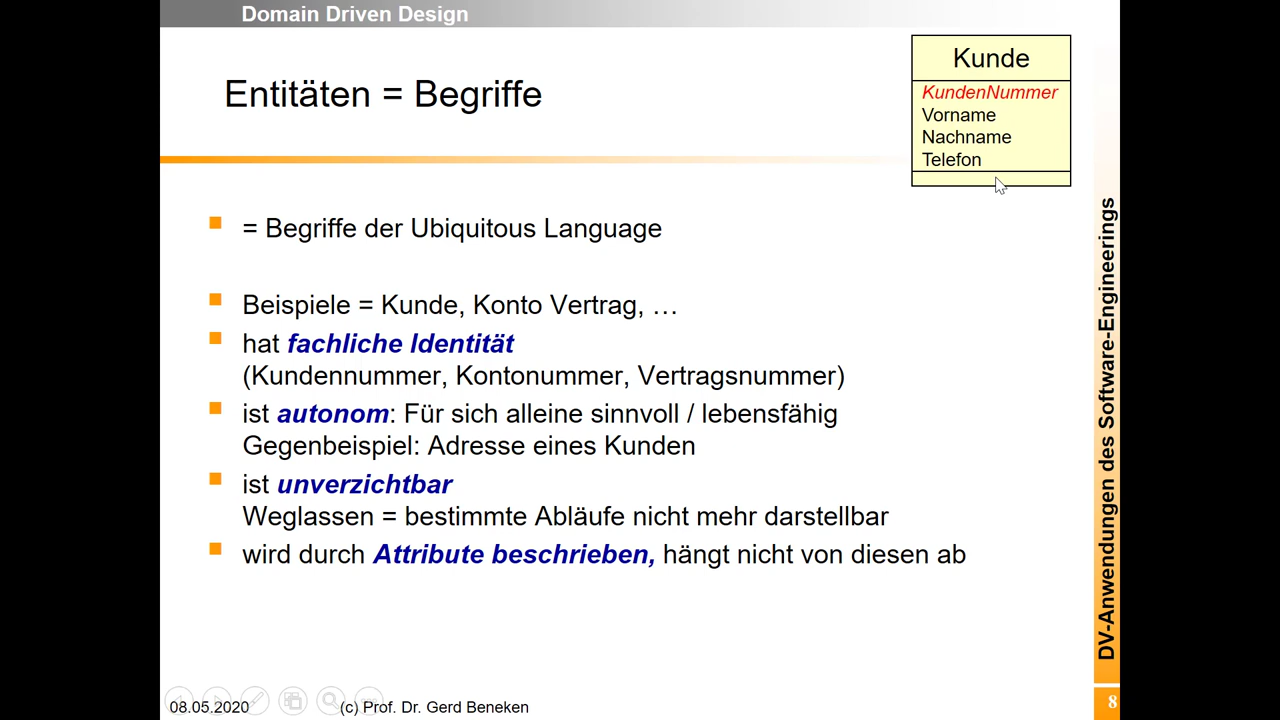 Domain Driven Design
Entitäten = Begriffe
Kunde
KundenNummer
Vorname
Nachname
Telefon
= Begriffe der Ubiquitous Language
Beispiele = Kunde, Konto Vertrag, …
hat fachliche Identität
(Kundennummer, Kontonummer, Vertragsnummer)
ist autonom: Für sich alleine sinnvoll / lebensfähig
Gegenbeispiel: Adresse eines Kunden
ist unverzichtbar
Weglassen = bestimmte Abläufe nicht mehr darstellbar
wird durch Attribute beschrieben, hängt nicht von diesen ab
DV-Anwendungen des Software-Engineerings
08.05.2020
(c) Prof. Dr. Gerd Beneken
8